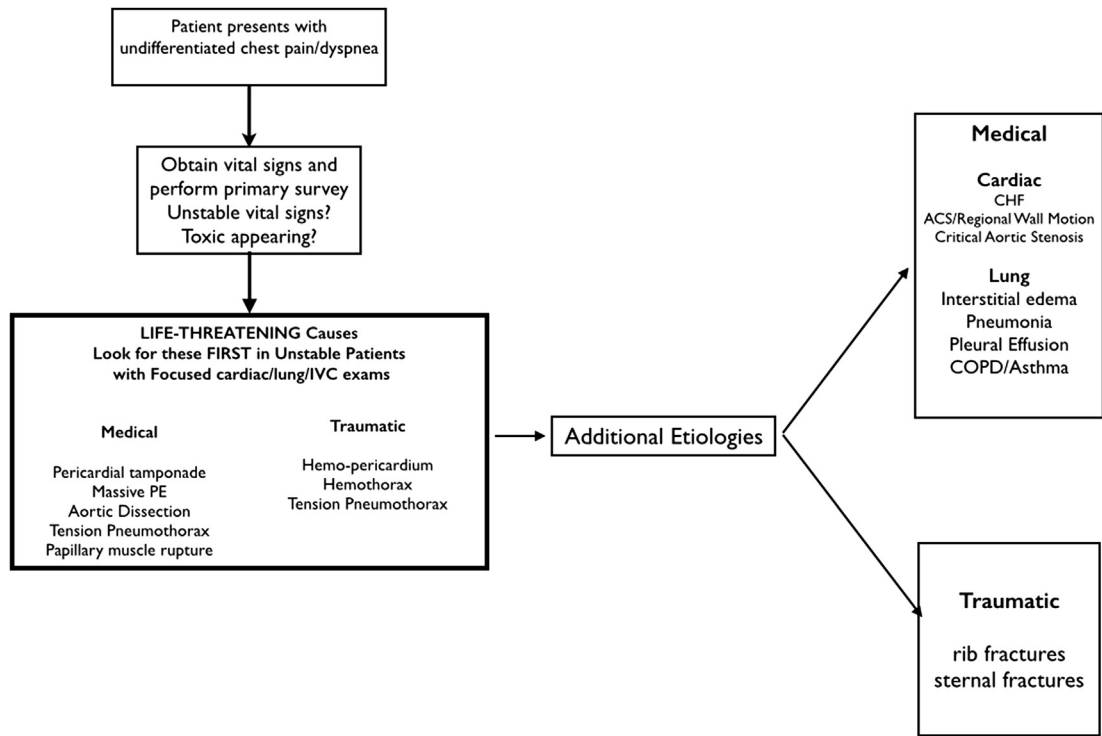 Patient presents with
undifferentiated chest pain/dyspnea
Obtain vital signs and
perform primary survey
Unstable vital signs?
Toxic appearing?
LIFE-THREATENING Causes
Look for these FIRST in Unstable Patients
with Focused cardiac/lung/IVC exams
Medical
Pericardial tamponade
Massive PE
Aortic Dissection
Tension Pneumothorax
Papillary muscle rupture
Traumatic
Hemo-pericardium
Hemothorax
Tension Pneumothorax
Additional Etiologies
Medical
Cardiac
CHF
ACS/Regional Wall Motion
Critical Aortic Stenosis
Lung
Interstitial edema
Pneumonia
Pleural Effusion
COPD/Asthma
Traumatic
rib fractures
sternal fractures